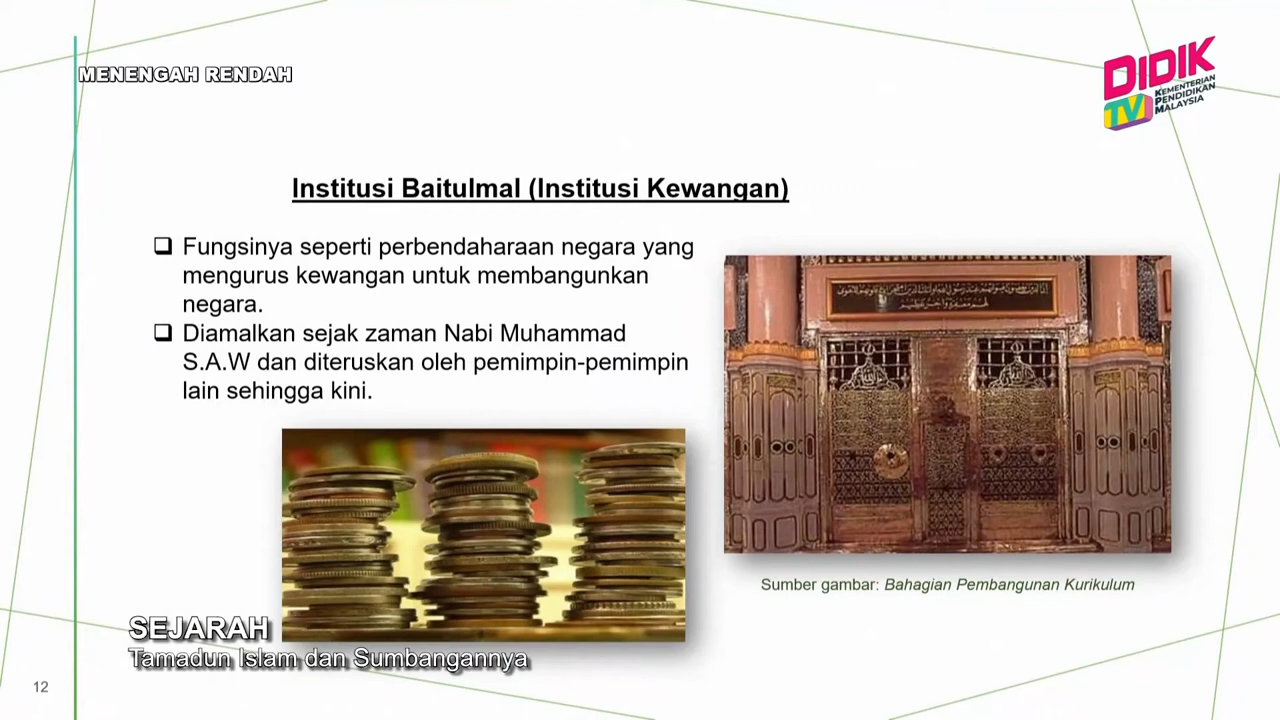 MENENGAH RENDAH
DIDIK
TV
KEMENTERIAN
PENDIDIKAN
MALAYSIA
Institusi Baitulmal (Institusi Kewangan)
Fungsinya seperti perbendaharaan negara yang
mengurus kewangan untuk membangunkan
negara.
Diamalkan sejak zaman Nabi Muhammad
S.A.W dan diteruskan oleh pemimpin-pemimpin
lain sehingga kini.
Sumber gambar: Bahagian Pembangunan Kurikulum
SEJARAH
Tamadun Islam dan Sumbangannya
12